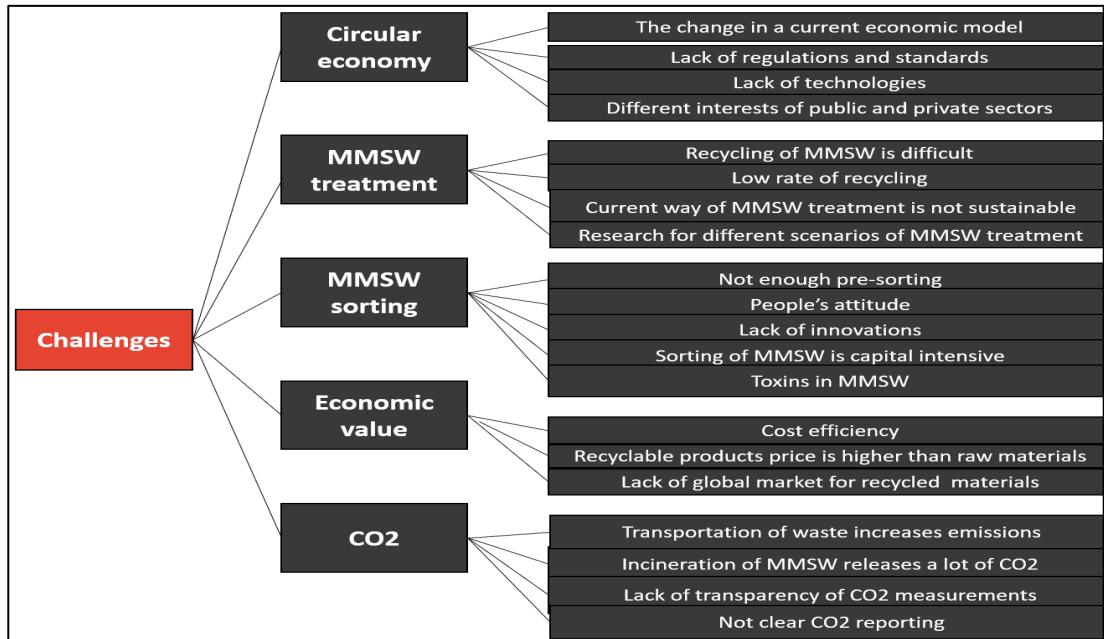 Challenges
Circular
economy
The change in a current economic model
Lack of regulations and standards
Lack of technologies
Different interests of public and private sectors
MMSW
treatment
Recycling of MMSW is difficult
Low rate of recycling
Current way of MMSW treatment is not sustainable
Research for different scenarios of MMSW treatment
MMSW
sorting
Not enough pre-sorting
People’s attitude
Lack of innovations
Sorting of MMSW is capital intensive
Toxins in MMSW
Economic
value
Cost efficiency
Recyclable products price is higher than raw materials
Lack of global market for recycled materials
CO2
Transportation of waste increases emissions
Incineration of MMSW releases a lot of CO2
Lack of transparency of CO2 measurements
Not clear CO2 reporting